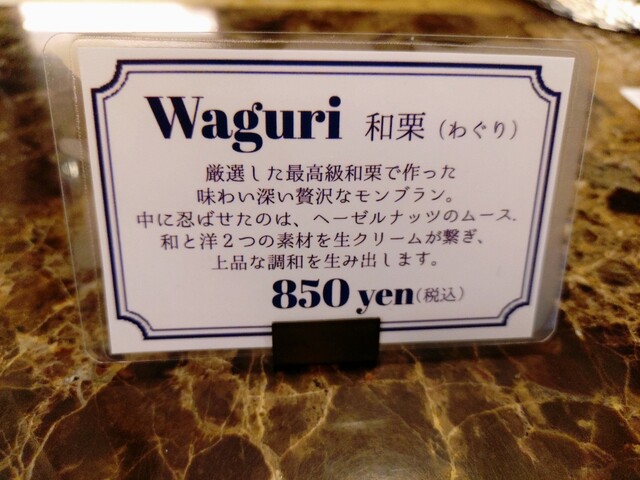 Waguri 和栗（わぐり）
厳選した最高級和栗で作った
味わい深い贅沢なモンブラン。
中に忍ばせたのは、ヘーゼルナッツのムース、
和と洋２つの素材を生クリームが繋ぎ、
上品な調和を生み出します。
850 yen(税込)